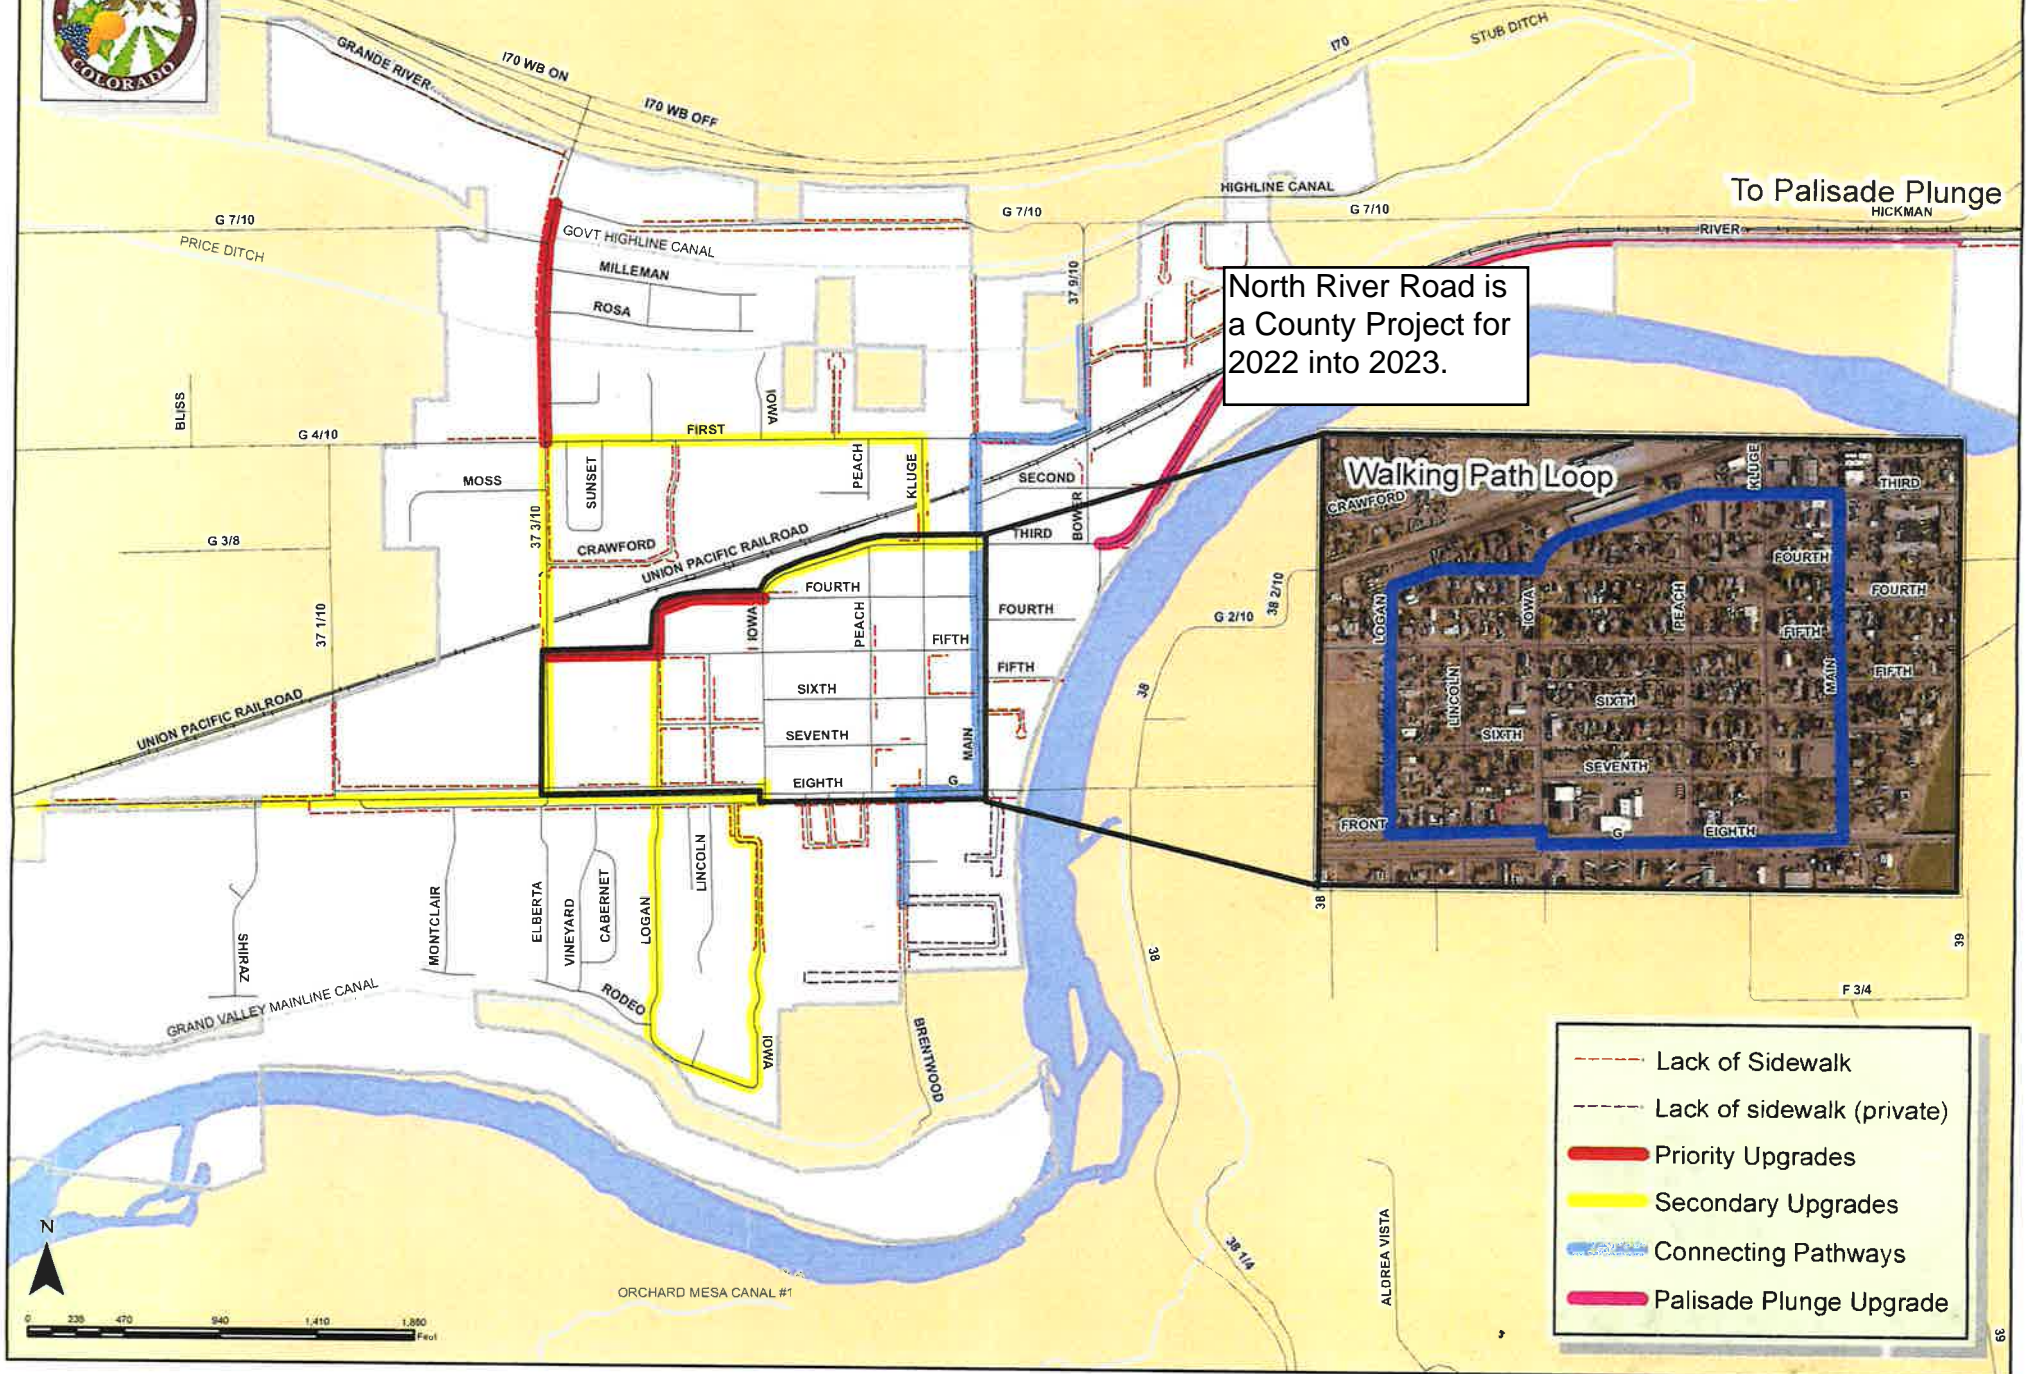 COLORADO
GRANDE RIVER
I70 WB ON
I70 WB OFF
I70
STUB DITCH
HIGHLINE CANAL
To Palisade Plunge
HICKMAN
G 7/10
G 7/10
G 7/10
RIVER
PRICE DITCH
GOVT HIGHLINE CANAL
MILLEMAN
ROSA
37 9/10
North River Road is
a County Project for
2022 into 2023.
BLISS
IOWA
G 4/10
FIRST
MOSS
SUNSET
PEACH
KLUGE
SECOND
BOWER
THIRD
37 3/10
G 3/8
CRAWFORD
UNION PACIFIC RAILROAD
FOURTH
IOWA
PEACH
FOURTH
FIFTH
FIFTH
37 1/10
SIXTH
SEVENTH
MAIN
EIGHTH
G
UNION PACIFIC RAILROAD
G 2/10
38 2/10
38
Walking Path Loop
KLUGE
THIRD
CRAWFORD
FOURTH
FOURTH
LOGAN
IOWA
PEACH
FIFTH
FIFTH
MAIN
LINCOLN
SIXTH
SIXTH
SEVENTH
FRONT
G
EIGHTH
38
39
F 3/4
38
SHIRAZ
MONTCLAIR
ELBERTA
VINEYARD
CABERNET
LOGAN
LINCOLN
RODEO
IOWA
BRENTWOOD
GRAND VALLEY MAINLINE CANAL
38 1/4
ALDREA VISTA
ORCHARD MESA CANAL #1
39
Lack of Sidewalk
Lack of sidewalk (private)
Priority Upgrades
Secondary Upgrades
Connecting Pathways
Palisade Plunge Upgrade
N
0 235 470 940 1,410 1,880
Feet